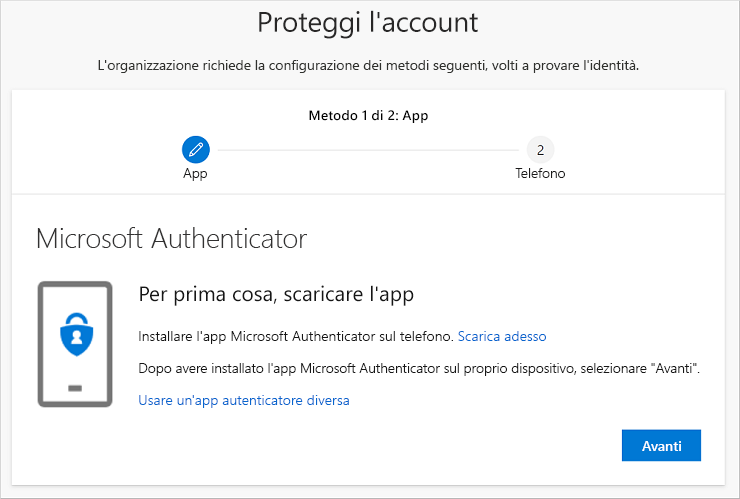 Proteggi l'account
L'organizzazione richiede la configurazione dei metodi seguenti, volti a provare l'identità.
Metodo 1 di 2: App
2
App
Telefono
Microsoft Authenticator
Per prima cosa, scaricare l'app
Installare l'app Microsoft Authenticator sul telefono. Scarica adesso
Dopo avere installato l'app Microsoft Authenticator sul proprio dispositivo, selezionare "Avanti".
Usare un'app autenticatore diversa
Avanti